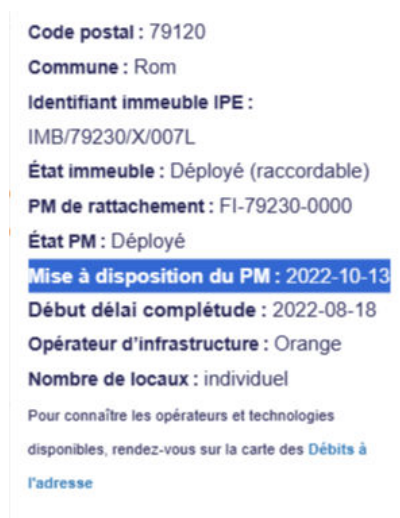 Code postal : 79120
Commune : Rom
Identifiant immeuble IPE :
IMB/79230/X/007L
État immeuble : Déployé (raccordable)
PM de rattachement : FI-79230-0000
État PM : Déployé
Mise à disposition du PM : 2022-10-13
Début délai complétude : 2022-08-18
Opérateur d'infrastructure : Orange
Nombre de locaux : individuel
Pour connaître les opérateurs et technologies
disponibles, rendez-vous sur la carte des Débits à
l'adresse